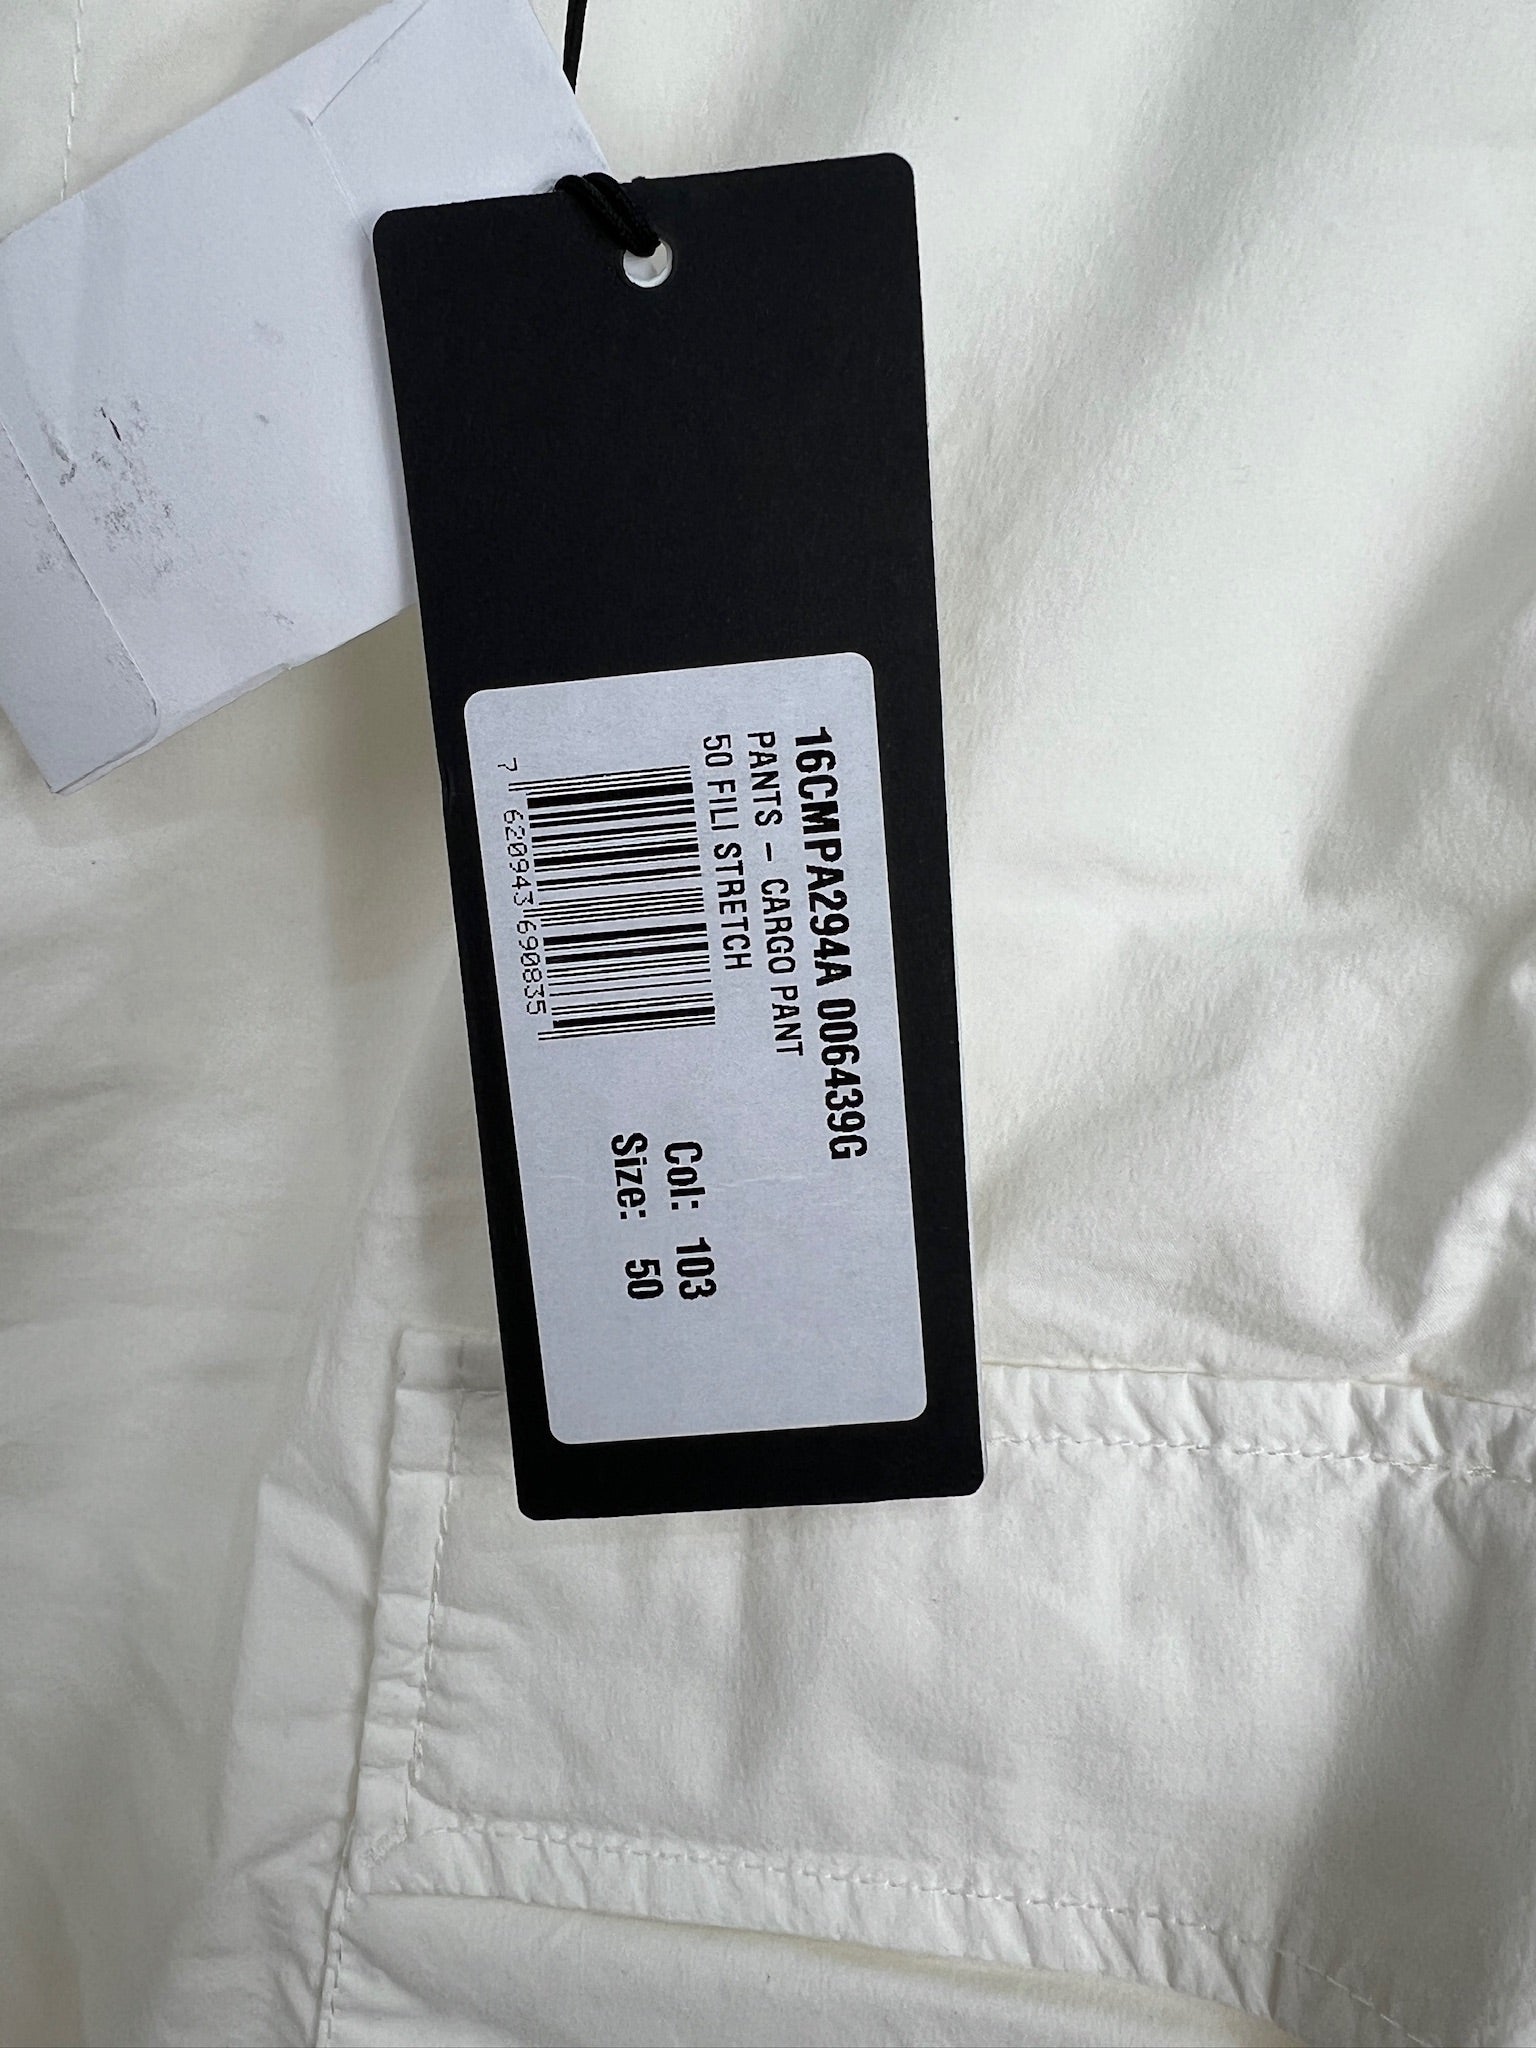 16CMPA294A 006439G
PANTS – CARGO PANT
50 FILI STRETCH
7 620943 690835
Col: 103
Size: 50